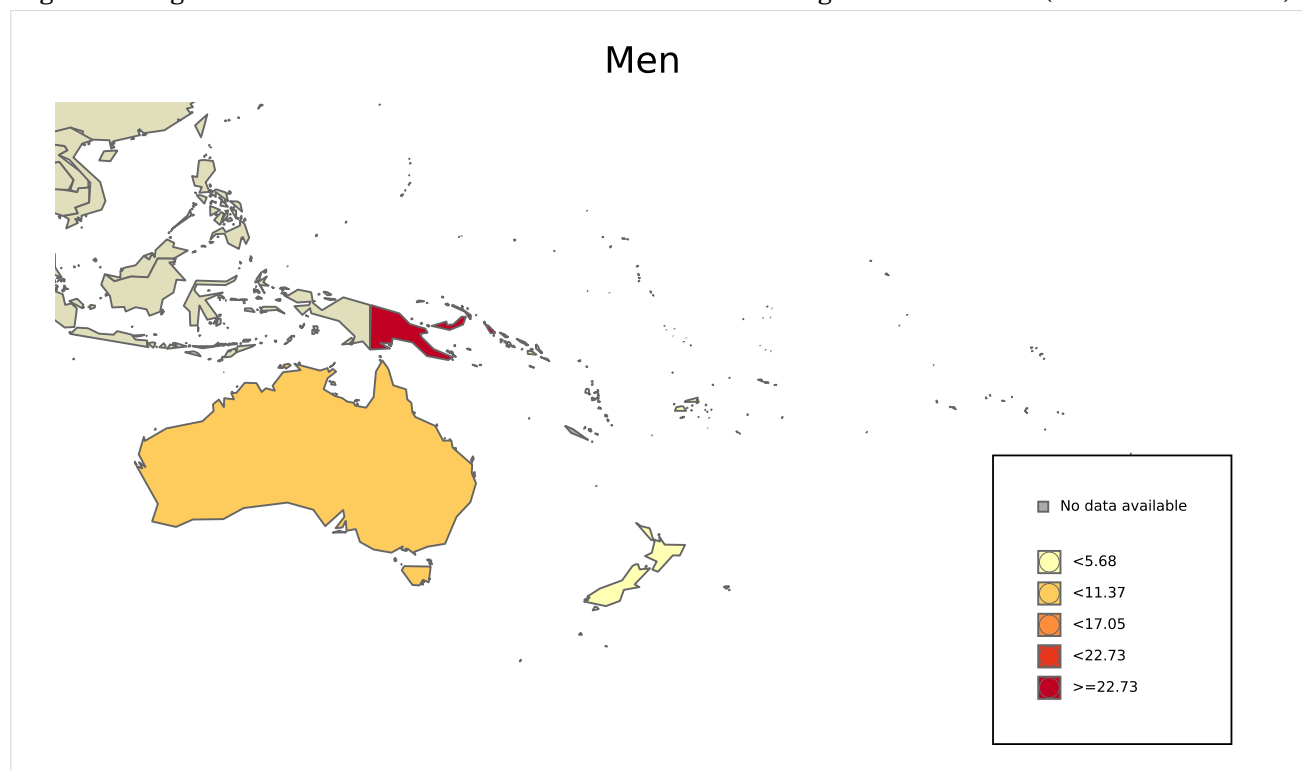 Men
No data available
<5.68
<11.37
<17.05
<22.73
>=22.73